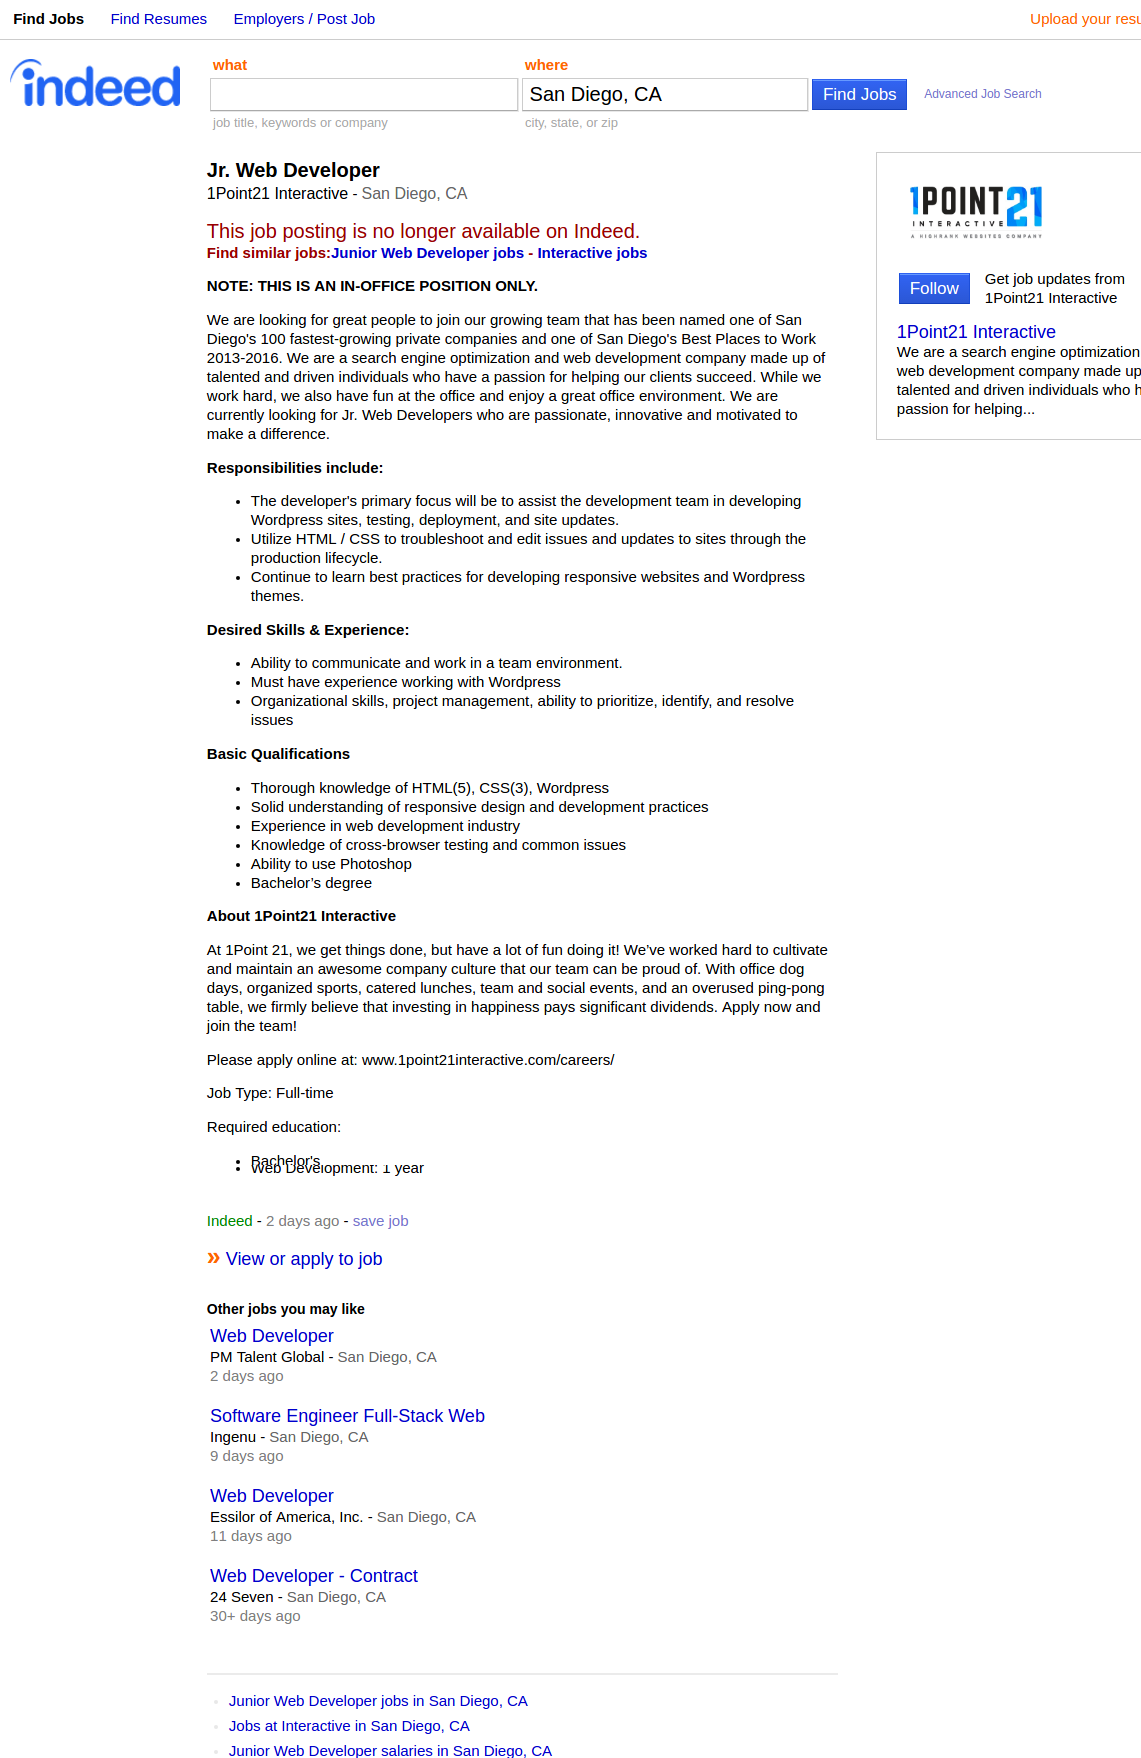 Find Jobs Find Resumes Employers / Post Job Upload your resu
indeed
what where
San Diego, CA Find Jobs Advanced Job Search
job title, keywords or company city, state, or zip
Jr. Web Developer
1Point21 Interactive - San Diego, CA
This job posting is no longer available on Indeed.
Find similar jobs:Junior Web Developer jobs - Interactive jobs
NOTE: THIS IS AN IN-OFFICE POSITION ONLY.
We are looking for great people to join our growing team that has been named one of San
Diego's 100 fastest-growing private companies and one of San Diego's Best Places to Work
2013-2016. We are a search engine optimization and web development company made up of
talented and driven individuals who have a passion for helping our clients succeed. While we
work hard, we also have fun at the office and enjoy a great office environment. We are
currently looking for Jr. Web Developers who are passionate, innovative and motivated to
make a difference.
Responsibilities include:
• The developer's primary focus will be to assist the development team in developing
Wordpress sites, testing, deployment, and site updates.
• Utilize HTML / CSS to troubleshoot and edit issues and updates to sites through the
production lifecycle.
• Continue to learn best practices for developing responsive websites and Wordpress
themes.
Desired Skills & Experience:
• Ability to communicate and work in a team environment.
• Must have experience working with Wordpress
• Organizational skills, project management, ability to prioritize, identify, and resolve
issues
Basic Qualifications
• Thorough knowledge of HTML(5), CSS(3), Wordpress
• Solid understanding of responsive design and development practices
• Experience in web development industry
• Knowledge of cross-browser testing and common issues
• Ability to use Photoshop
• Bachelor’s degree
About 1Point21 Interactive
At 1Point 21, we get things done, but have a lot of fun doing it! We’ve worked hard to cultivate
and maintain an awesome company culture that our team can be proud of. With office dog
days, organized sports, catered lunches, team and social events, and an overused ping-pong
table, we firmly believe that investing in happiness pays significant dividends. Apply now and
join the team!
Please apply online at: www.1point21interactive.com/careers/
Job Type: Full-time
Required education:
• Bachelor's
• Web Development: 1 year
Indeed - 2 days ago - save job
» View or apply to job
Other jobs you may like
Web Developer
PM Talent Global - San Diego, CA
2 days ago
Software Engineer Full-Stack Web
Ingenu - San Diego, CA
9 days ago
Web Developer
Essilor of America, Inc. - San Diego, CA
11 days ago
Web Developer - Contract
24 Seven - San Diego, CA
30+ days ago
Junior Web Developer jobs in San Diego, CA
Jobs at Interactive in San Diego, CA
Junior Web Developer salaries in San Diego, CA
1POINT21
INTERACTIVE
A HIGHRANK WEBSITES COMPANY
Follow
Get job updates from
1Point21 Interactive
1Point21 Interactive
We are a search engine optimization
web development company made up
talented and driven individuals who h
passion for helping...